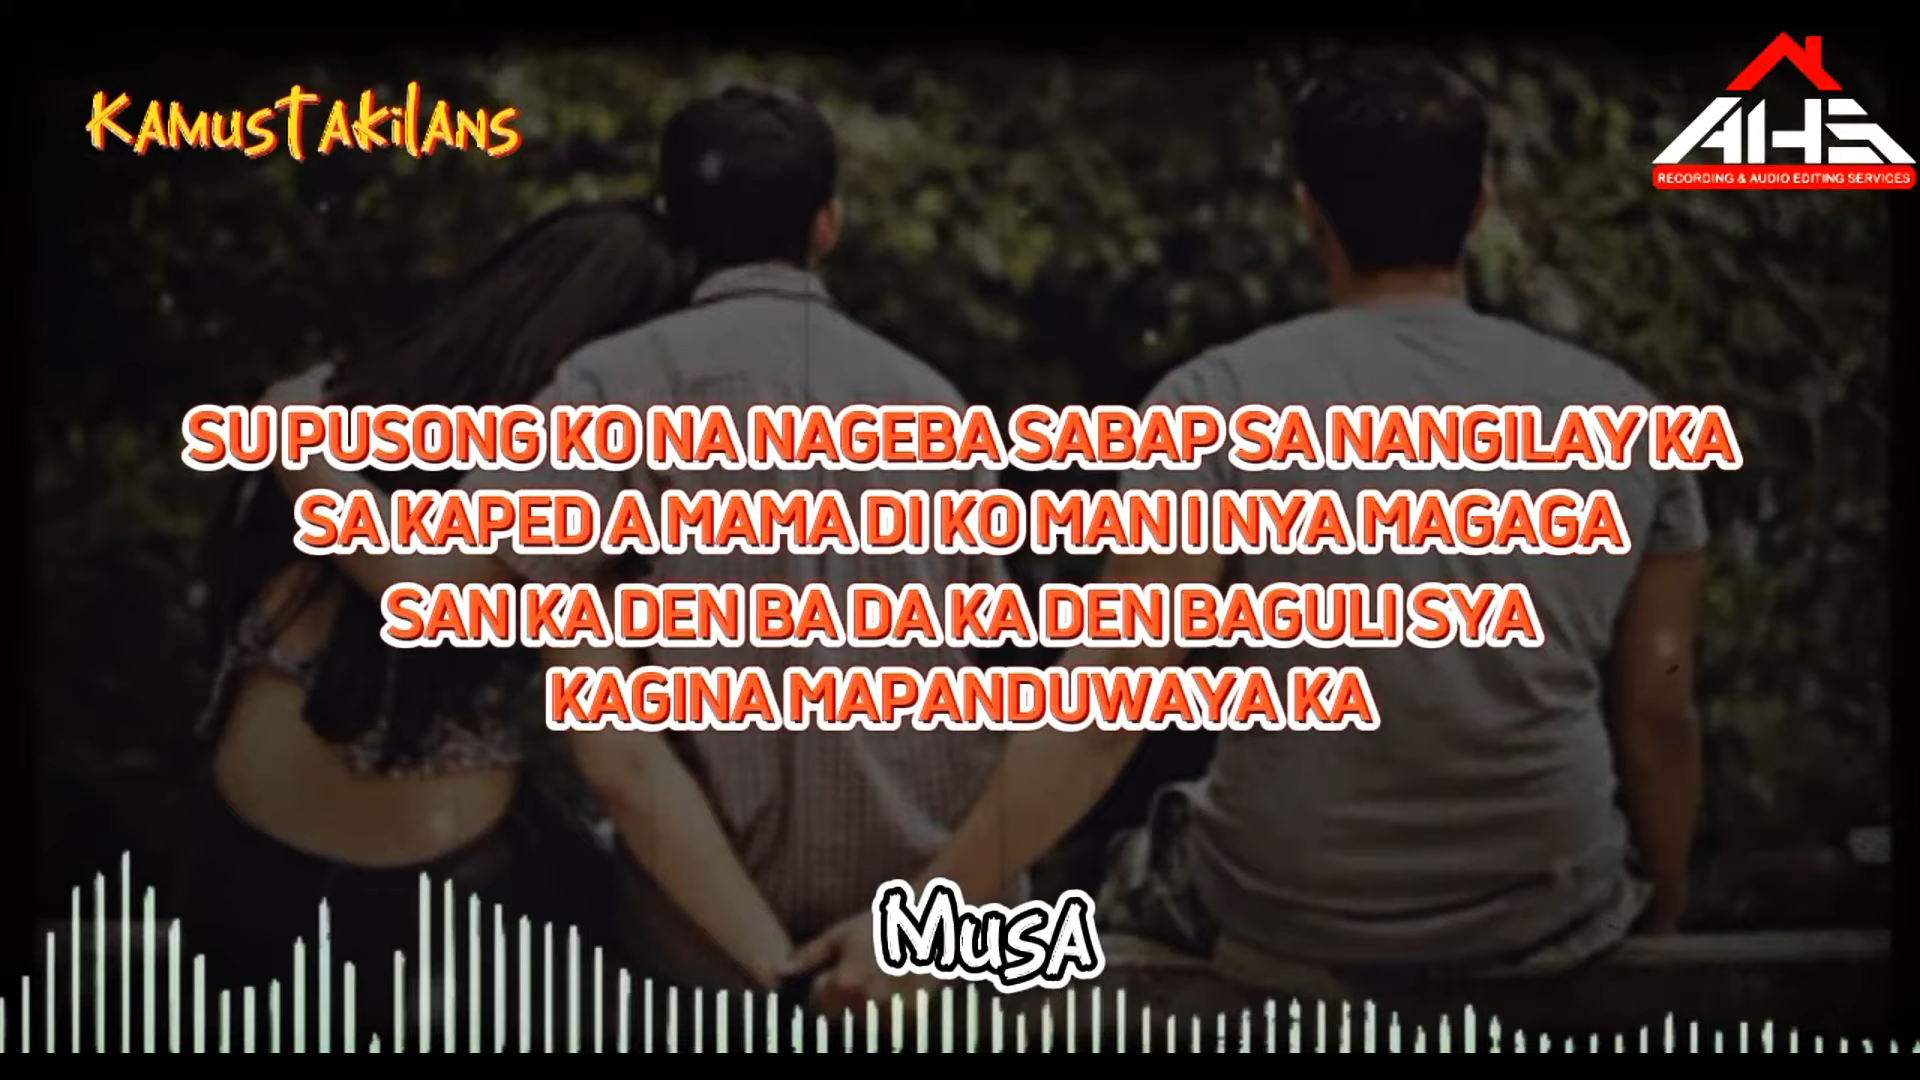 KAMUSTAKILANS
AHS
RECORDING & AUDIO EDITING SERVICES
SU PUSONG KO NA NAGEBA SABAP SA NANGILAY KA
SA KAPED A MAMA DI KO MAN I NYA MAGAGA
SAN KA DEN BA DA KA DEN BAGULI SYA
KAGINA MAPANDUWAYA KA
MUSA